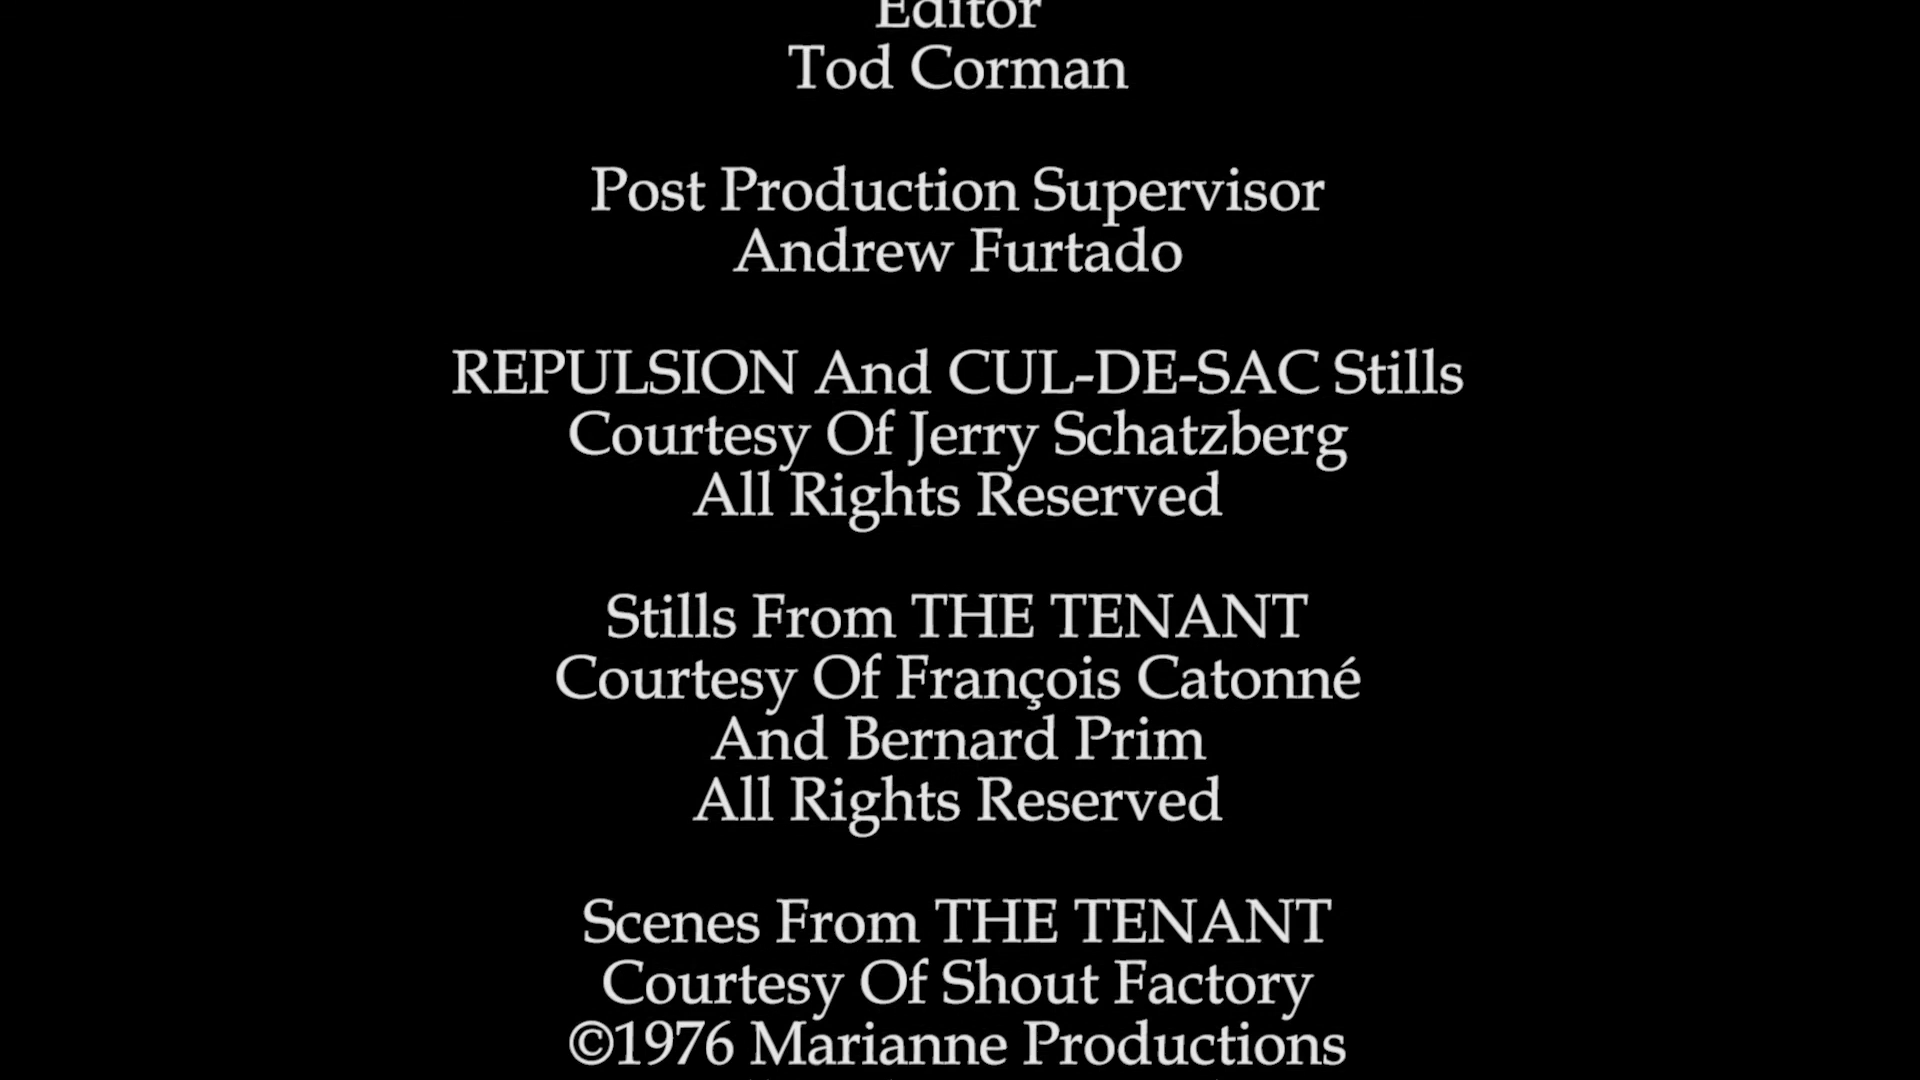 Editor
Tod Corman
Post Production Supervisor
Andrew Furtado
REPULSION And CUL-DE-SAC Stills
Courtesy Of Jerry Schatzberg
All Rights Reserved
Stills From THE TENANT
Courtesy Of François Catonné
And Bernard Prim
All Rights Reserved
Scenes From THE TENANT
Courtesy Of Shout Factory
©1976 Marianne Productions